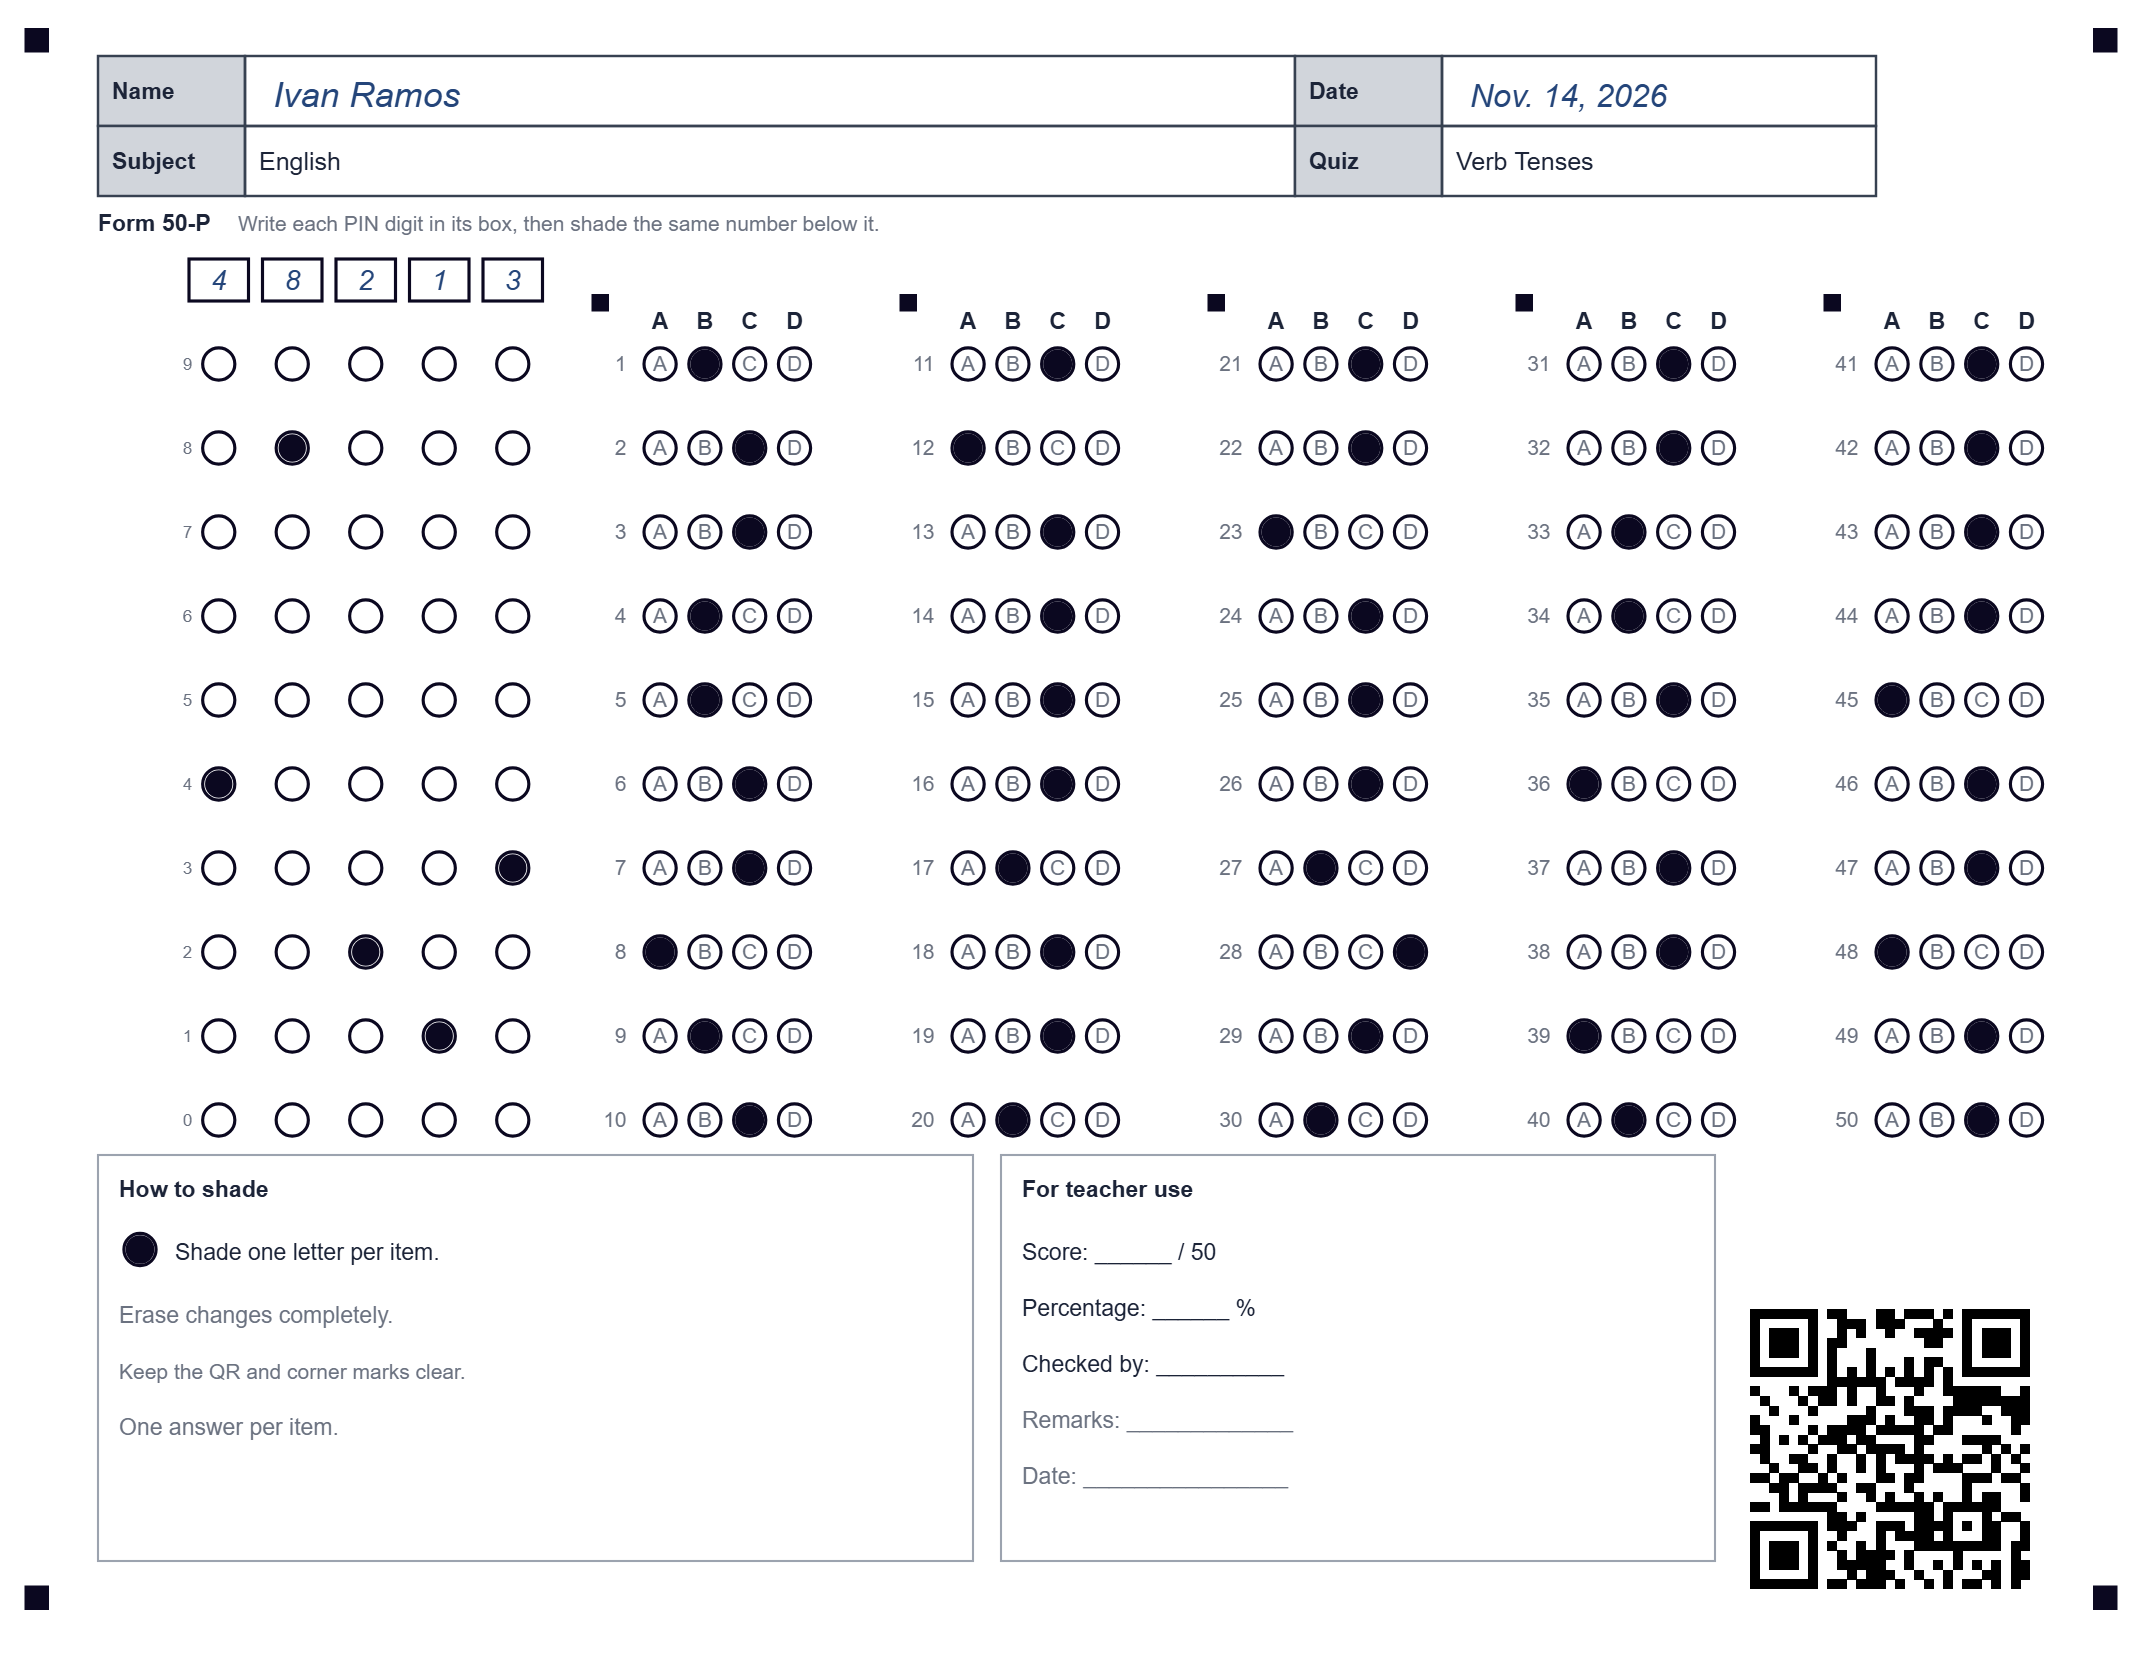 Name Ivan Ramos Date Nov. 14, 2026
Subject English Quiz Verb Tenses
Form 50-P Write each PIN digit in its box, then shade the same number below it.
4 8 2 1 3
A B C D A B C D A B C D A B C D A B C D
9 1 A C D 11 A B D 21 A B D 31 A B D 41 A B D
8 2 A B D 12 B C D 22 A B D 32 A B D 42 A B D
7 3 A B D 13 A B D 23 B C D 33 A C D 43 A B D
6 4 A C D 14 A B D 24 A B D 34 A C D 44 A B D
5 5 A C D 15 A B D 25 A B D 35 A B D 45 B C D
4 6 A B D 16 A B D 26 A B D 36 B C D 46 A B D
3 7 A B D 17 A C D 27 A C D 37 A B D 47 A B D
2 8 B C D 18 A B D 28 A B C 38 A B D 48 B C D
1 9 A C D 19 A B D 29 A B D 39 B C D 49 A B D
0 10 A B D 20 A C D 30 A C D 40 A C D 50 A B D
How to shade
Shade one letter per item.
Erase changes completely.
Keep the QR and corner marks clear.
One answer per item.
For teacher use
Score: ______ / 50
Percentage: ______ %
Checked by: __________
Remarks: _____________
Date: ________________